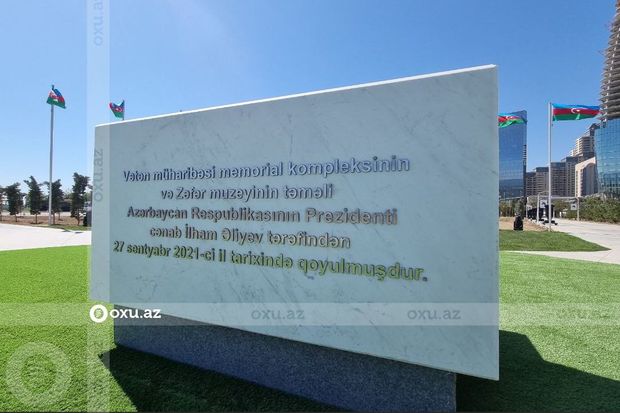 Vətən müharibəsi memorial kompleksinin
və Zəfər muzeyinin təməli
Azərbaycan Respublikasının Prezidenti
cənab İlham Əliyev tərəfindən
27 sentyabr 2021-ci il tarixində qoyulmuşdur.
oxu.az
oxu.az
oxu.az
oxu.az
oxu.az
oxu.az